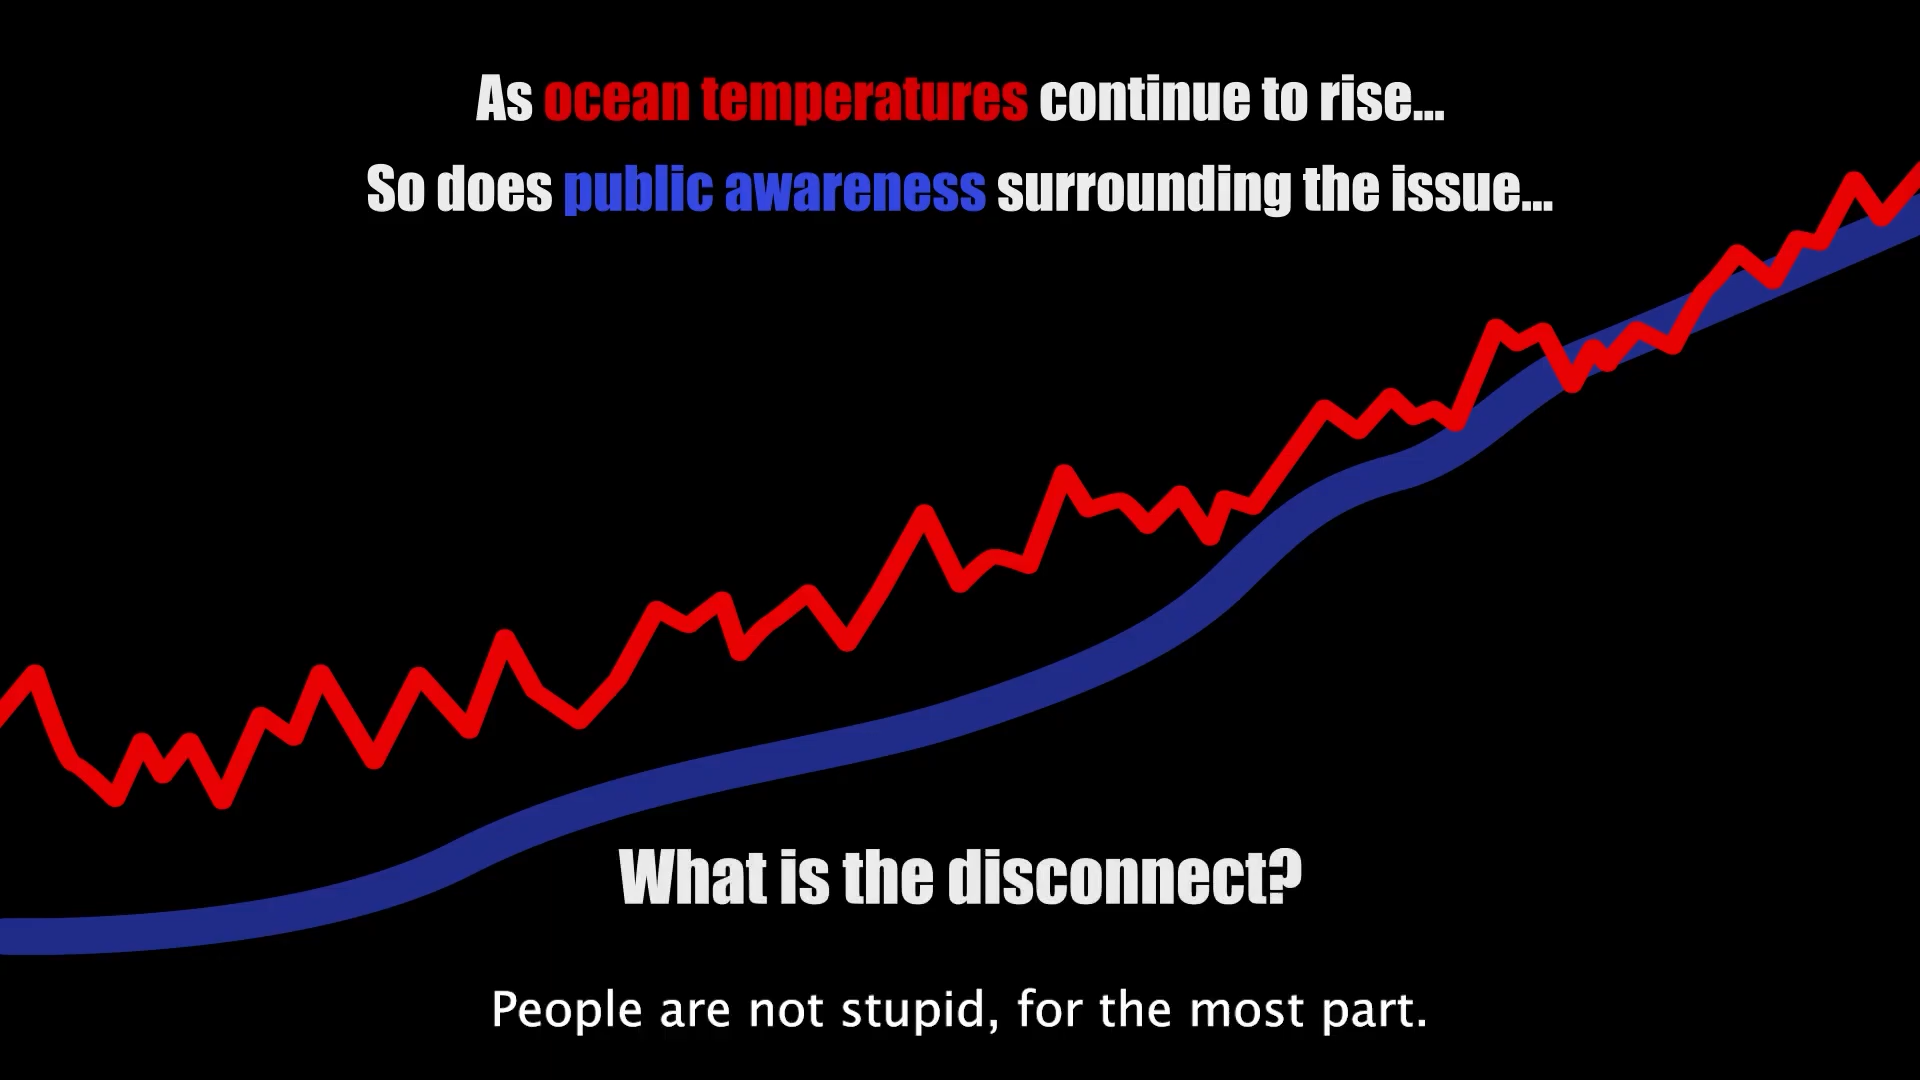 As ocean temperatures continue to rise...
So does public awareness surrounding the issue...
What is the disconnect?
People are not stupid, for the most part.